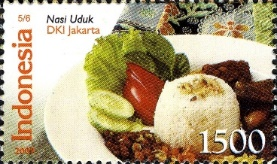 5/6
Nasi Uduk
DKI Jakarta
Indonesia
1500